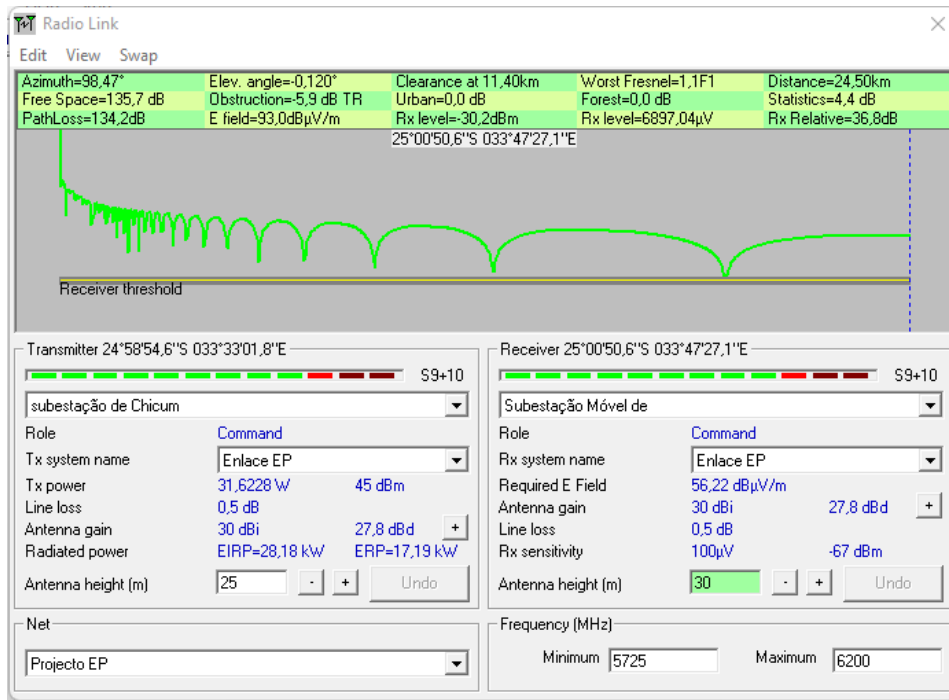 Radio Link
Edit View Swap
Azimuth=98,47° Elev. angle=-0,120° Clearance at 11,40km Worst Fresnel=1,1F1 Distance=24,50km
Free Space=135,7 dB Obstruction=-5,9 dB TR Urban=0,0 dB Forest=0,0 dB Statistics=4,4 dB
PathLoss=134,2dB E field=93,0dBµV/m Rx level=-30,2dBm Rx level=6897,04µV Rx Relative=36,8dB
25°00'50,6"S 033°47'27,1"E
Receiver threshold
Transmitter 24°58'54,6"S 033°33'01,8"E
S9+10
subestação de Chicum
Role Command
Tx system name Enlace EP
Tx power 31,6228 W 45 dBm
Line loss 0,5 dB
Antenna gain 30 dBi 27,8 dBd +
Radiated power EIRP=28,18 kW ERP=17,19 kW
Antenna height (m) 25 - + Undo
Net
Projecto EP
Receiver 25°00'50,6"S 033°47'27,1"E
S9+10
Subestação Móvel de
Role Command
Rx system name Enlace EP
Required E Field 56,22 dBµV/m
Antenna gain 30 dBi 27,8 dBd +
Line loss 0,5 dB
Rx sensitivity 100µV -67 dBm
Antenna height (m) 30 - + Undo
Frequency (MHz)
Minimum 5725 Maximum 6200